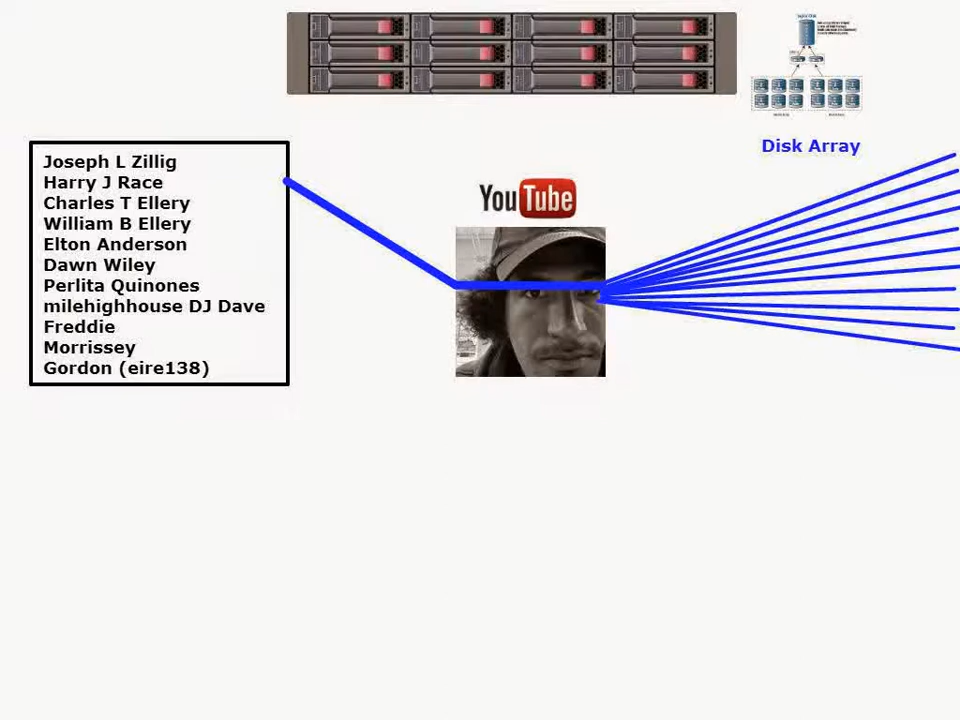 Disk Array
Joseph L Zillig
Harry J Race
Charles T Ellery
William B Ellery
Elton Anderson
Dawn Wiley
Perlita Quinones
milehighhouse DJ Dave
Freddie
Morrissey
Gordon (eire138)
YouTube